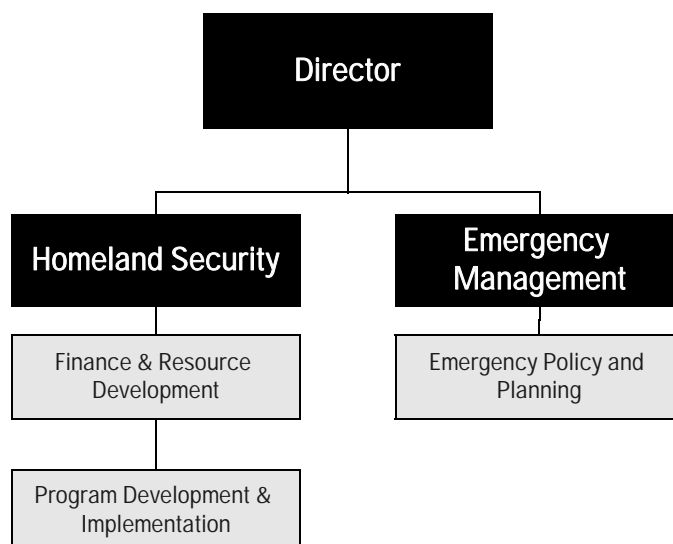 Director
Homeland Security
Emergency
Management
Finance & Resource
Development
Emergency Policy and
Planning
Program Development &
Implementation